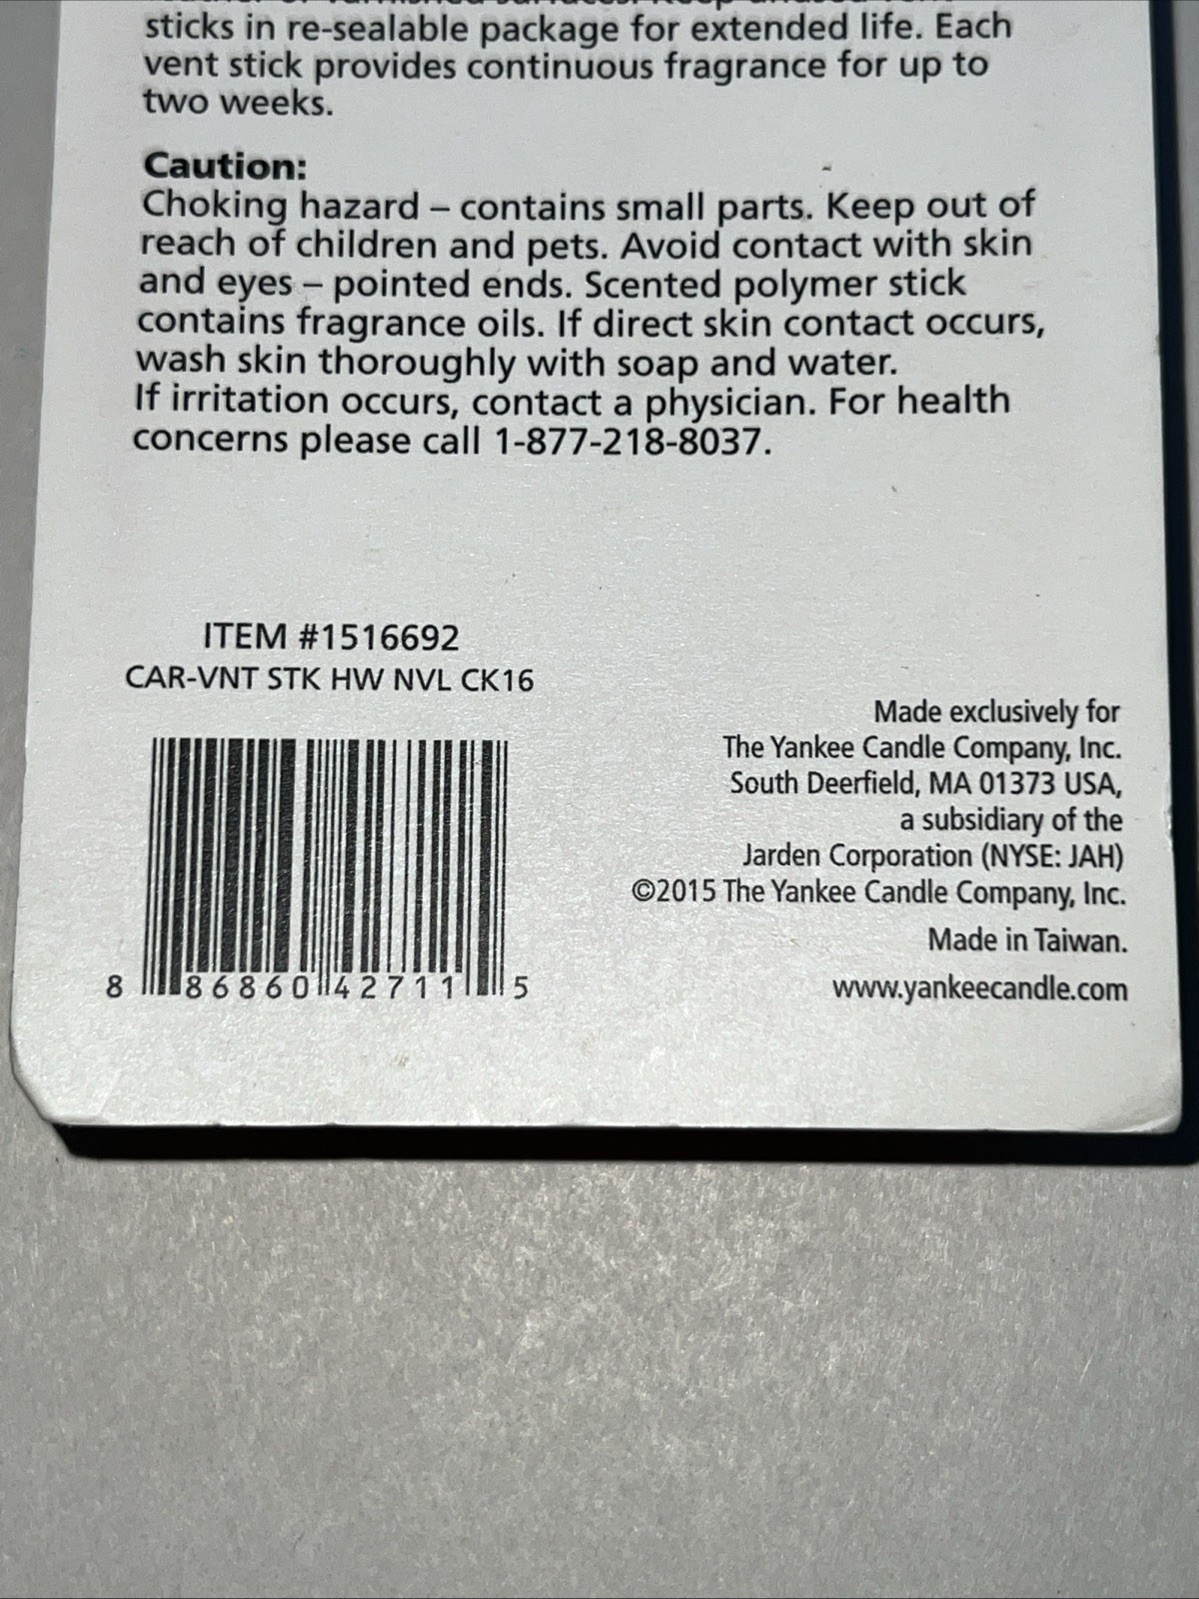 sticks in re-sealable package for extended life. Each
vent stick provides continuous fragrance for up to
two weeks.
Caution:
Choking hazard – contains small parts. Keep out of
reach of children and pets. Avoid contact with skin
and eyes – pointed ends. Scented polymer stick
contains fragrance oils. If direct skin contact occurs,
wash skin thoroughly with soap and water.
If irritation occurs, contact a physician. For health
concerns please call 1-877-218-8037.
ITEM #1516692
CAR-VNT STK HW NVL CK16
8 86860 42711 5
Made exclusively for
The Yankee Candle Company, Inc.
South Deerfield, MA 01373 USA,
a subsidiary of the
Jarden Corporation (NYSE: JAH)
©2015 The Yankee Candle Company, Inc.
Made in Taiwan.
www.yankeecandle.com